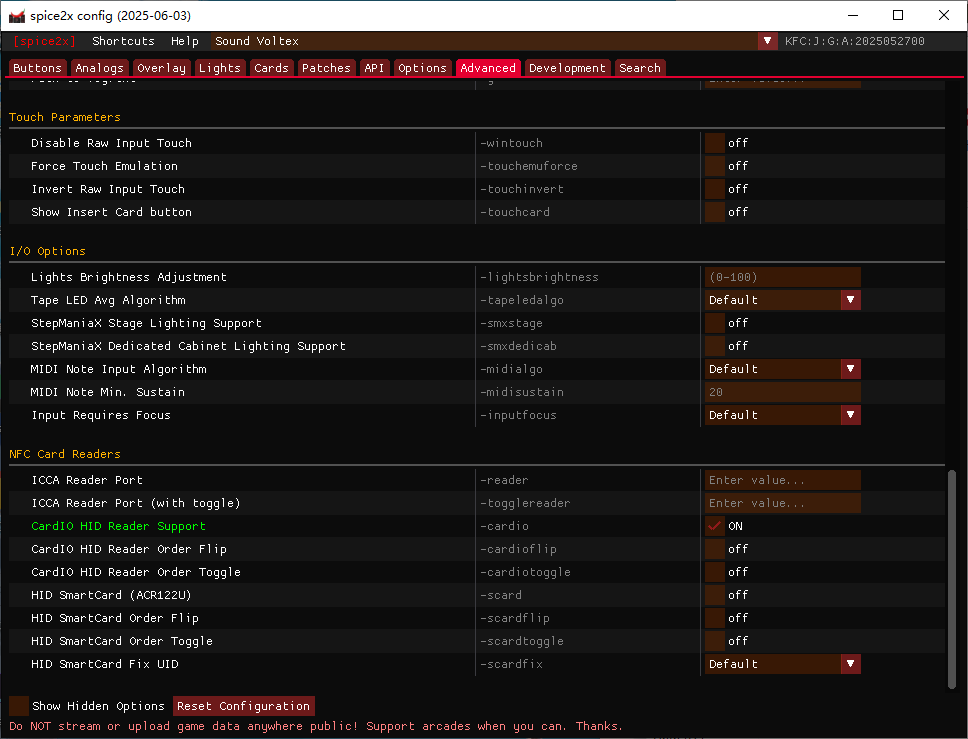 spice2x config (2025-06-03)
[spice2x] Shortcuts Help Sound Voltex KFC:J:G:A:2025052700
Buttons Analogs Overlay Lights Cards Patches API Options Advanced Development Search
Touch Parameters
Disable Raw Input Touch -wintouch off
Force Touch Emulation -touchemuforce off
Invert Raw Input Touch -touchinvert off
Show Insert Card button -touchcard off
I/O Options
Lights Brightness Adjustment -lightsbrightness (0-100)
Tape LED Avg Algorithm -tapeledalgo Default
StepManiaX Stage Lighting Support -smxstage off
StepManiaX Dedicated Cabinet Lighting Support -smxdedicab off
MIDI Note Input Algorithm -midialgo Default
MIDI Note Min. Sustain -midisustain 20
Input Requires Focus -inputfocus Default
NFC Card Readers
ICCA Reader Port -reader Enter value...
ICCA Reader Port (with toggle) -togglereader Enter value...
CardIO HID Reader Support -cardio ON
CardIO HID Reader Order Flip -cardioflip off
CardIO HID Reader Order Toggle -cardiotoggle off
HID SmartCard (ACR122U) -scard off
HID SmartCard Order Flip -scardflip off
HID SmartCard Order Toggle -scardtoggle off
HID SmartCard Fix UID -scardfix Default
Show Hidden Options Reset Configuration
Do NOT stream or upload game data anywhere public! Support arcades when you can. Thanks.